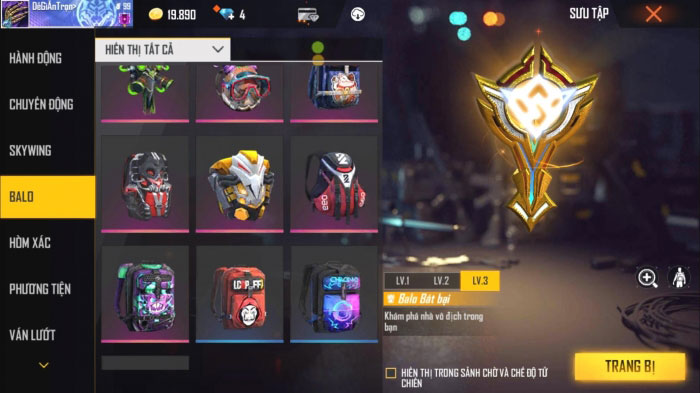 DếGiÁnTrọn>
# 99
19.890
4
SƯU TẬP
HÀNH ĐỘNG
HIỂN THỊ TẤT CẢ
CHUYỂN ĐỘNG
SKYWING
BALO
HÒM XÁC
PHƯƠNG TIỆN
VÁN LƯỚT
LV.1
LV.2
LV.3
Balo Bất bại
Khám phá nhà vô địch trong
bạn
HIỂN THỊ TRONG SẢNH CHỜ VÀ CHẾ ĐỘ TỬ
CHIẾN
TRANG BỊ